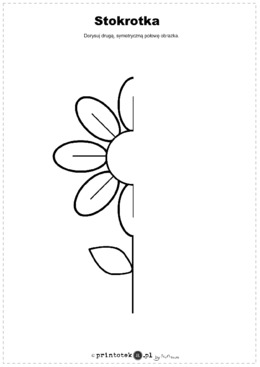 Stokrotka
Dorysuj drugą, symetryczną połowę obrazka.
© printoteka.pl